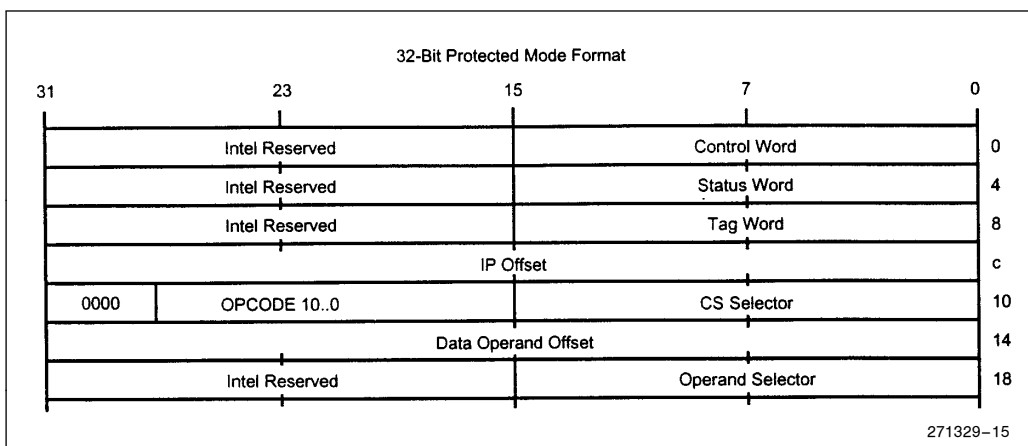 32-Bit Protected Mode Format
31 23 15 7 0
Intel Reserved Control Word 0
Intel Reserved Status Word 4
Intel Reserved Tag Word 8
IP Offset c
0000 OPCODE 10..0 CS Selector 10
Data Operand Offset 14
Intel Reserved Operand Selector 18
271329–15